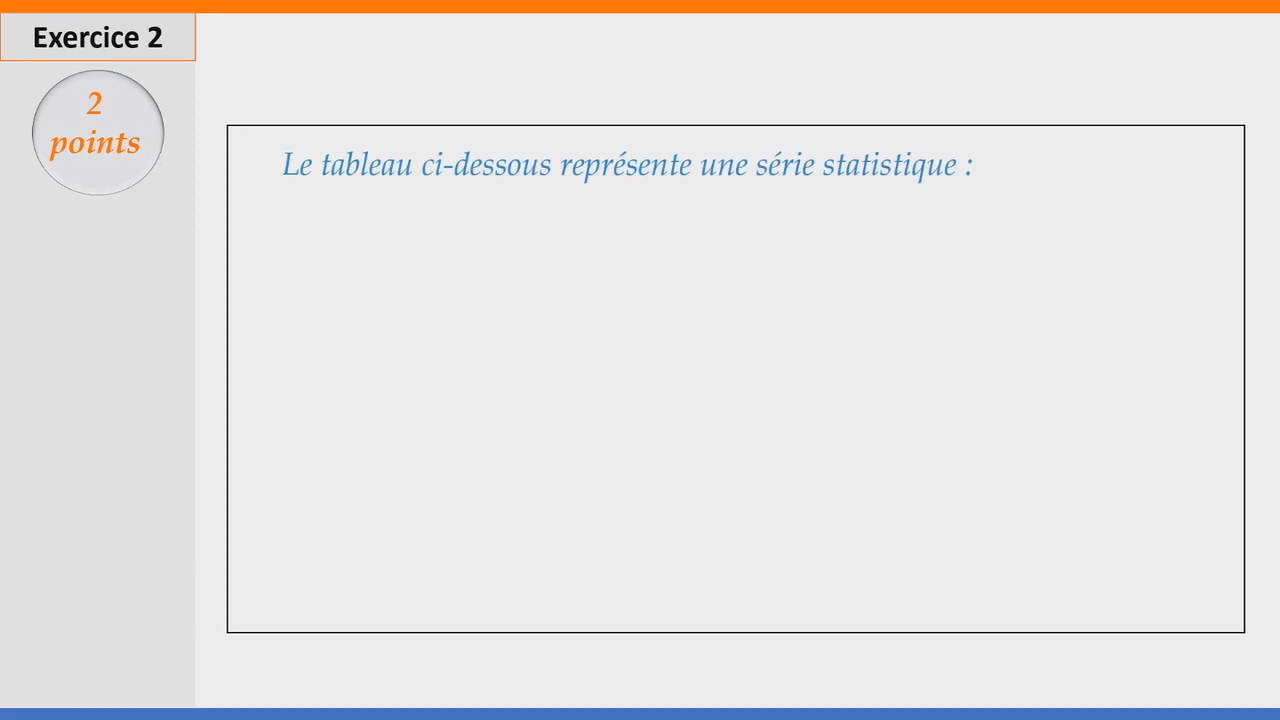 Exercice 2
2
points
Le tableau ci-dessous représente une série statistique :